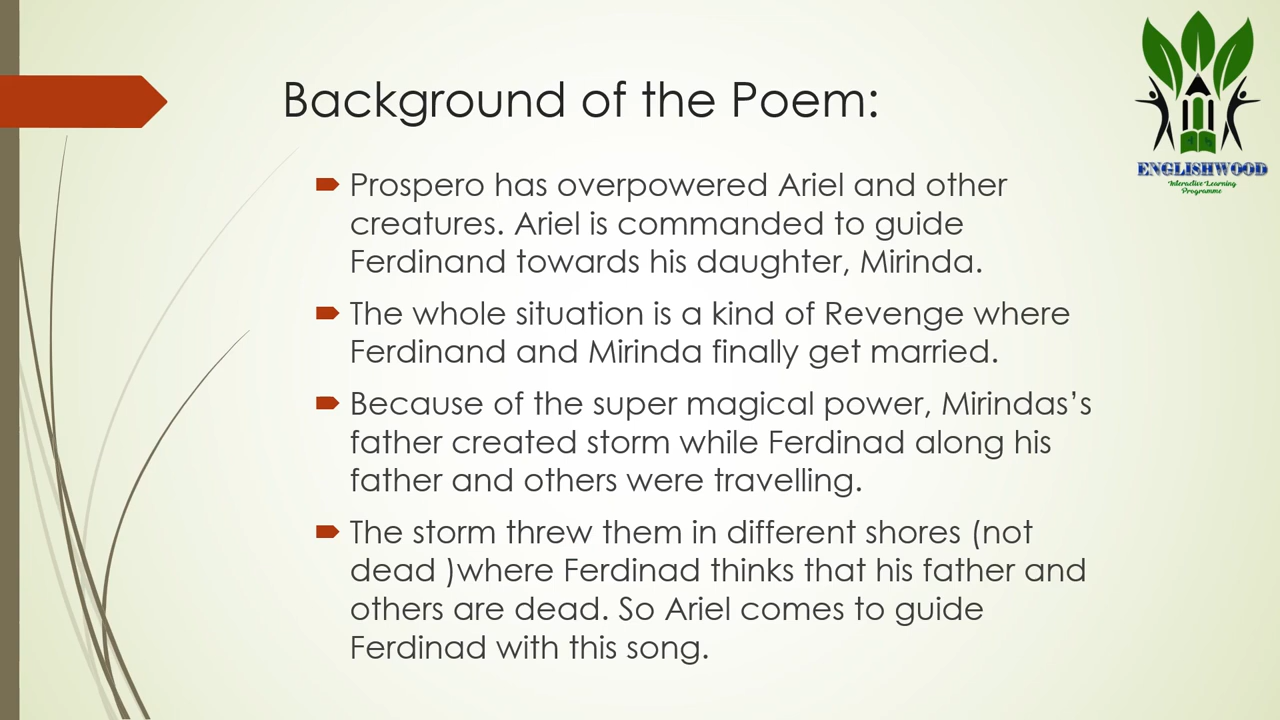 Background of the Poem:
ENGLISHWOOD
Interactive Learning
Programme
Prospero has overpowered Ariel and other
creatures. Ariel is commanded to guide
Ferdinand towards his daughter, Mirinda.
The whole situation is a kind of Revenge where
Ferdinand and Mirinda finally get married.
Because of the super magical power, Mirindas’s
father created storm while Ferdinad along his
father and others were travelling.
The storm threw them in different shores (not
dead )where Ferdinad thinks that his father and
others are dead. So Ariel comes to guide
Ferdinad with this song.